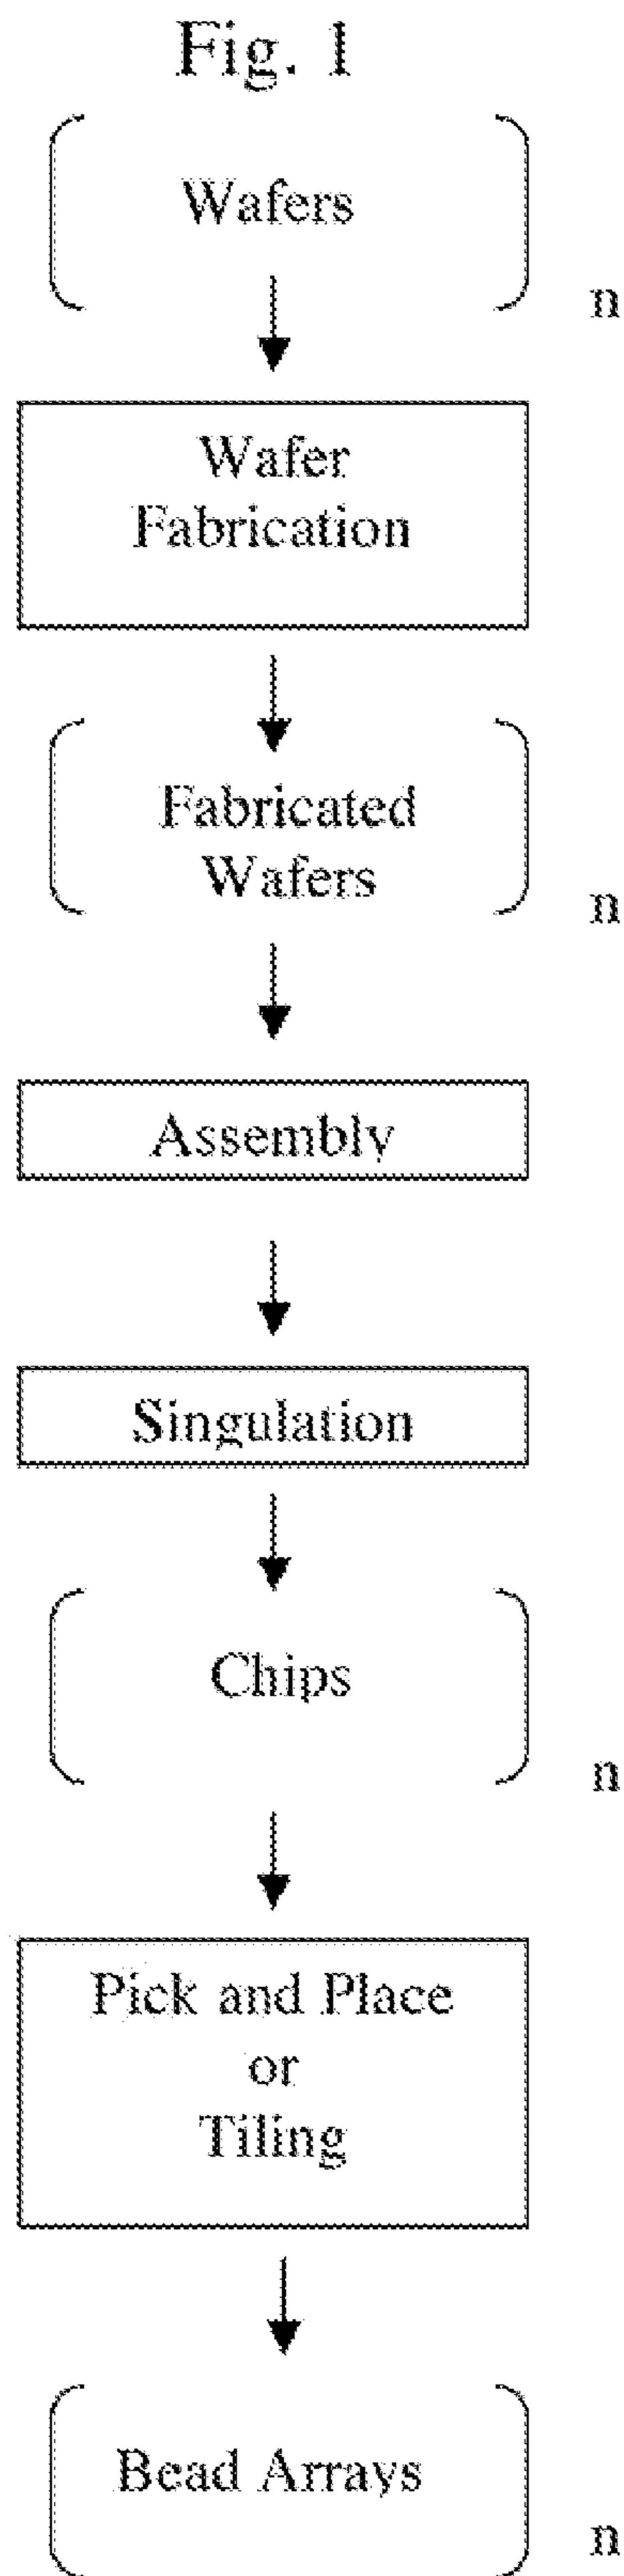 Fig. 1
Wafers
n
Wafer
Fabrication
Fabricated
Wafers
n
Assembly
Singulation
Chips
n
Pick and Place
or
Tiling
Bead Arrays
n